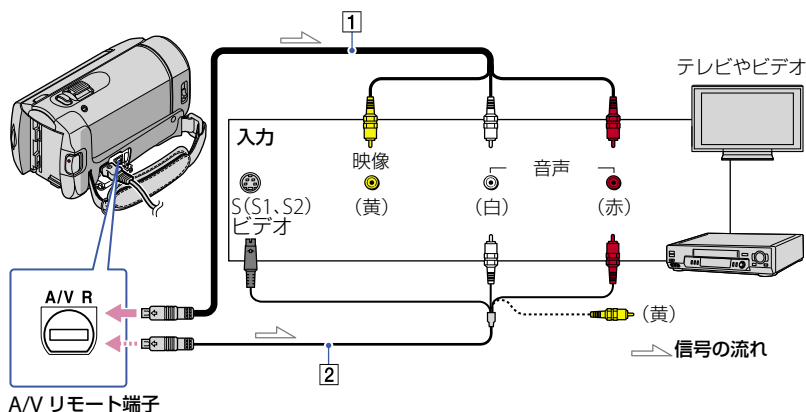 1
テレビやビデオ
入力
映像
音声
S(S1、S2)
ビデオ
(黄)
(白)
(赤)
A/V R
(黄)
信号の流れ
2
A/V リモート端子